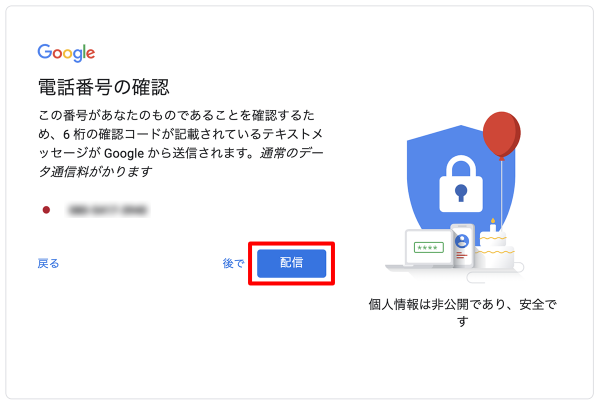 Google
電話番号の確認
この番号があなたのものであることを確認するた
め、6 桁の確認コードが記載されているテキストメ
ッセージが Google から送信されます。通常のデー
タ通信料がかります
戻る
後で
配信
****
個人情報は非公開であり、安全で
す